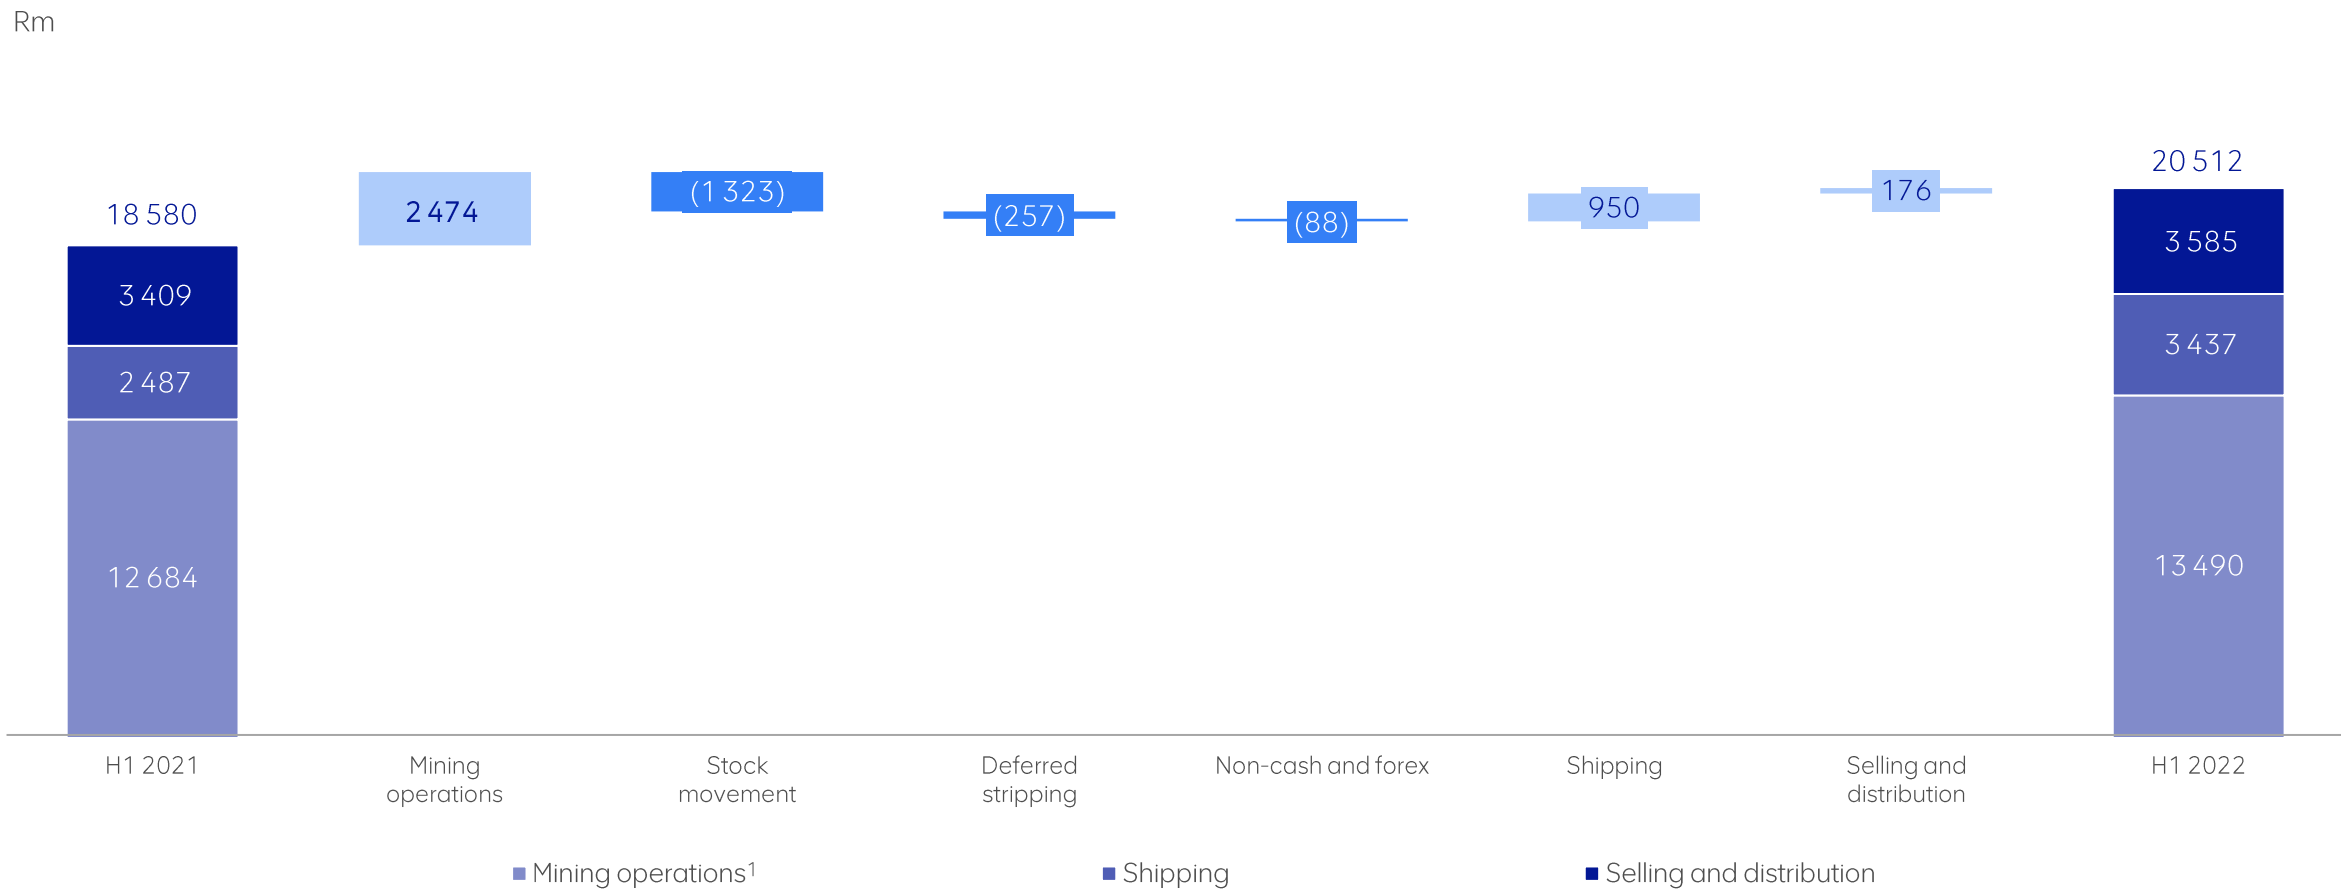 Rm
18 580
3 409
2 487
12 684
2 474
(1 323)
(257)
(88)
950
176
20 512
3 585
3 437
13 490
H1 2021
Mining
operations
Stock
movement
Deferred
stripping
Non-cash and forex
Shipping
Selling and
distribution
H1 2022
Mining operations¹
Shipping
Selling and distribution